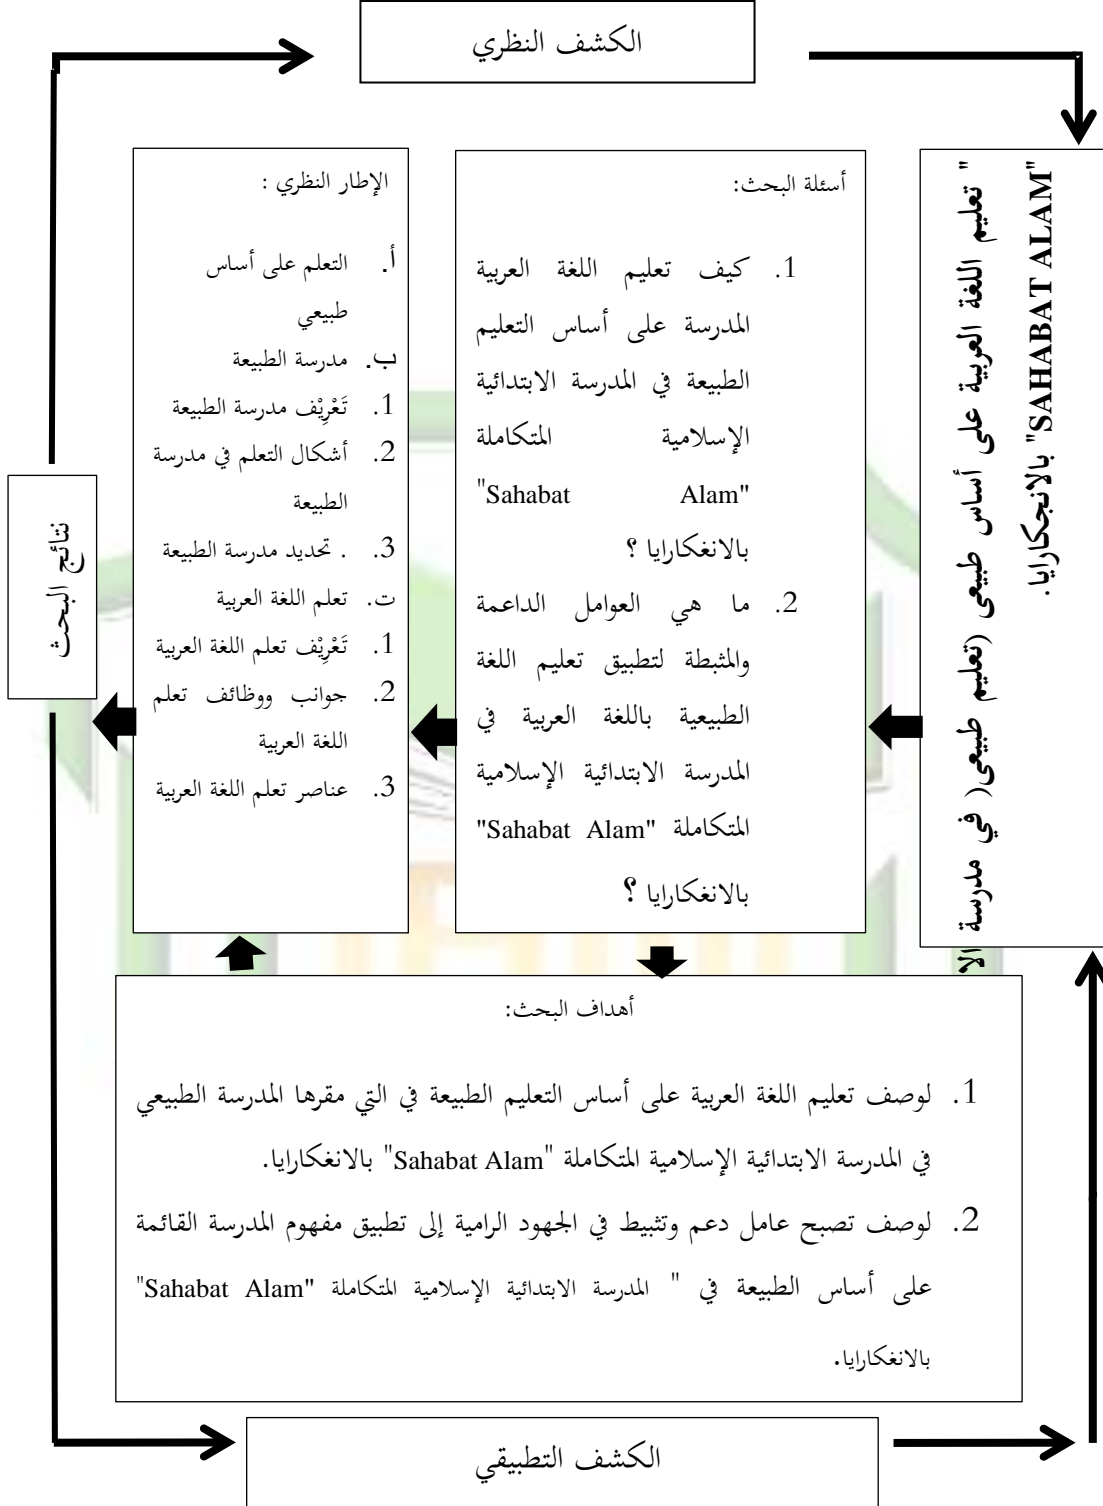 الكشف النظري
" تعليم اللغة العربية على أساس طبيعى (تعليم طبيعى( في مدرسة الا
"SAHABAT ALAM" بالانجكارايا.
أسئلة البحث:
1. كيف تعليم اللغة العربية
المدرسة على أساس التعليم
الطبيعة في المدرسة الابتدائية
الإسلامية المتكاملة
"Sahabat Alam"
بالانغكارايا ؟
2. ما هي العوامل الداعمة
والمثبطة لتطبيق تعليم اللغة
الطبيعية باللغة العربية في
المدرسة الابتدائية الإسلامية
المتكاملة "Sahabat Alam"
بالانغكارايا ؟
الإطار النظري :
أ. التعلم على أساس
طبيعي
ب. مدرسة الطبيعة
1. تَعْرِيْف مدرسة الطبيعة
2. أشكال التعلم في مدرسة
الطبيعة
3. . تحديد مدرسة الطبيعة
ت. تعلم اللغة العربية
1. تَعْرِيْف تعلم اللغة العربية
2. جوانب ووظائف تعلم
اللغة العربية
3. عناصر تعلم اللغة العربية
نتائج البحث
أهداف البحث:
1. لوصف تعليم اللغة العربية على أساس التعليم الطبيعة في التي مقرها المدرسة الطبيعي
في المدرسة الابتدائية الإسلامية المتكاملة "Sahabat Alam" بالانغكارايا.
2. لوصف تصبح عامل دعم وتثبيط في الجهود الرامية إلى تطبيق مفهوم المدرسة القائمة
على أساس الطبيعة في " المدرسة الابتدائية الإسلامية المتكاملة "Sahabat Alam"
بالانغكارايا.
الكشف التطبيقي